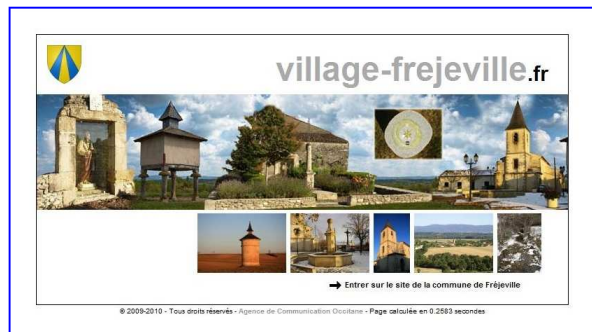 village-frejeville.fr
➔ Entrer sur le site de la commune de Fréjeville
© 2009-2010 - Tous droits réservés - Agence de Communication Occitane - Page calculée en 0.2583 secondes